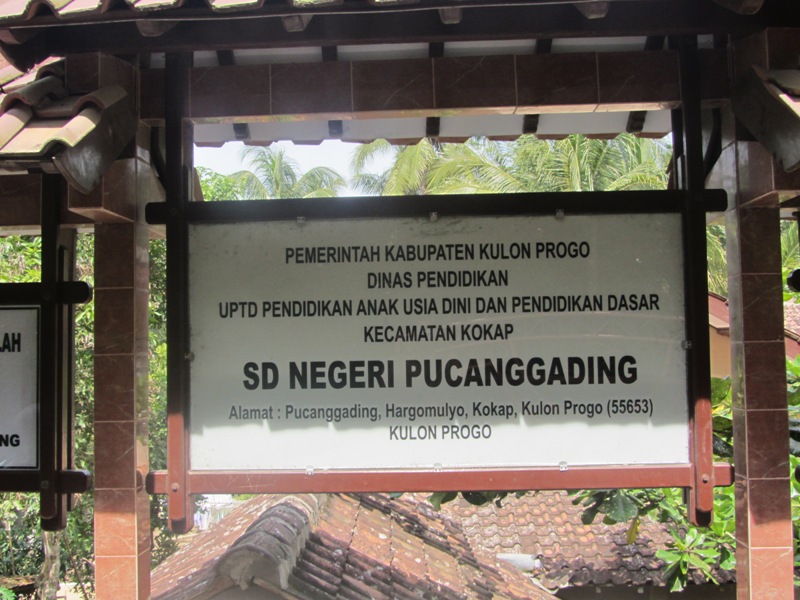 PEMERINTAH KABUPATEN KULON PROGO
DINAS PENDIDIKAN
UPTD PENDIDIKAN ANAK USIA DINI DAN PENDIDIKAN DASAR
KECAMATAN KOKAP
SD NEGERI PUCANGGADING
Alamat : Pucanggading, Hargomulyo, Kokap, Kulon Progo (55653)
KULON PROGO